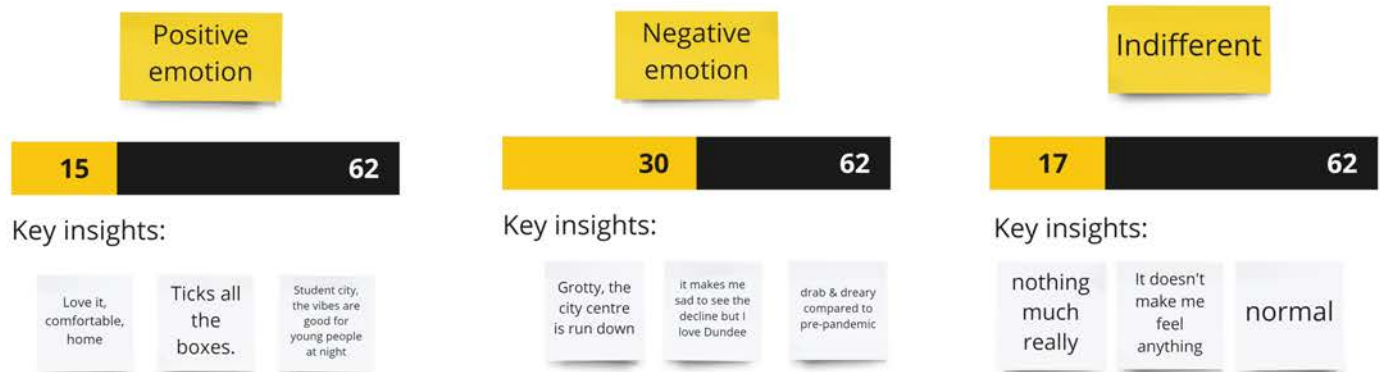 Positive
emotion
15 62
Key insights:
Love it,
comfortable,
home
Ticks all
the
boxes.
Student city,
the vibes are
good for
young people
at night
Negative
emotion
30 62
Key insights:
Grotty, the
city centre
is run down
it makes me
sad to see the
decline but I
love Dundee
drab & dreary
compared to
pre-pandemic
Indifferent
17 62
Key insights:
nothing
much
really
It doesn't
make me
feel
anything
normal